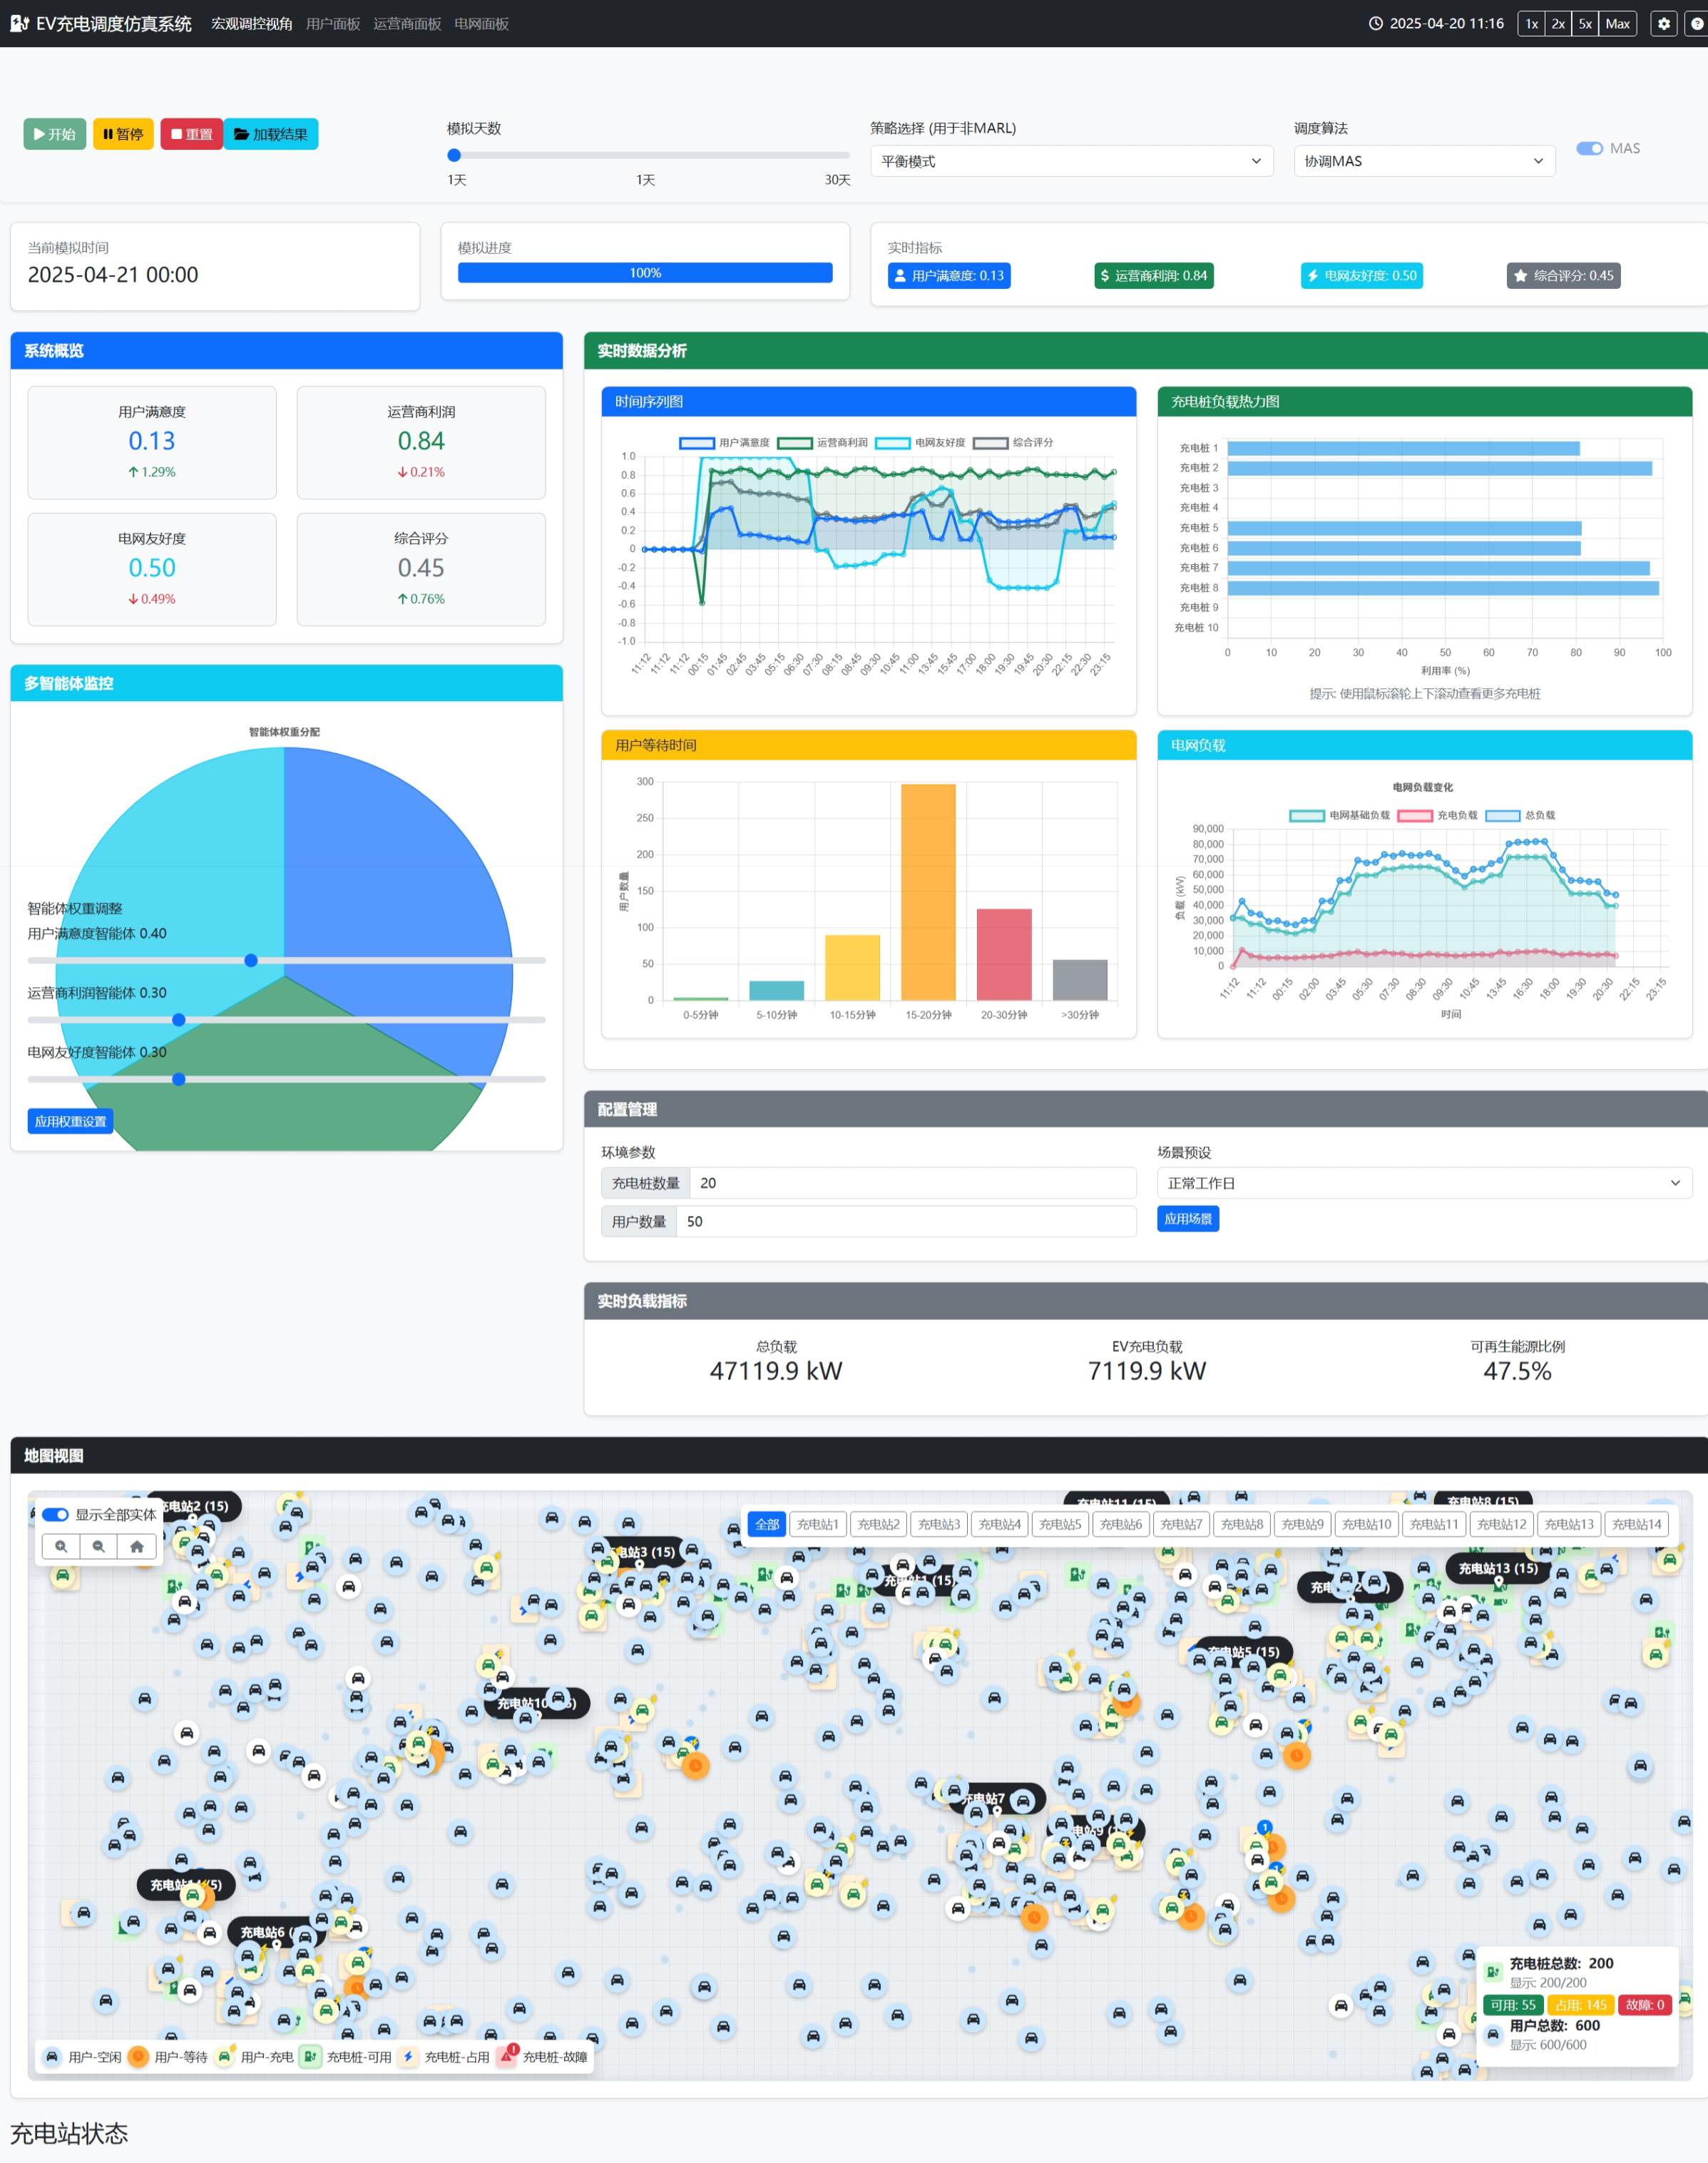 EV充电调度仿真系统 宏观调控视角 用户面板 运营商面板 电网面板 2025-04-20 11:16 1x 2x 5x Max
开始 暂停 重置 加载结果
模拟天数
1天 1天 30天
策略选择 (用于非MARL)
平衡模式
调度算法
协调MAS
MAS
当前模拟时间
2025-04-21 00:00
模拟进度
100%
实时指标
用户满意度: 0.13 运营商利润: 0.84 电网友好度: 0.50 综合评分: 0.45
系统概览
用户满意度
0.13
1.29%
运营商利润
0.84
0.21%
电网友好度
0.50
0.49%
综合评分
0.45
0.76%
多智能体监控
智能体权重分配
智能体权重调整
用户满意度智能体 0.40
运营商利润智能体 0.30
电网友好度智能体 0.30
应用权重设置
实时数据分析
时间序列图
用户满意度 运营商利润 电网友好度 综合评分
1.0
0.8
0.6
0.4
0.2
0
-0.2
-0.4
-0.6
-0.8
-1.0
11:12 11:12 11:12 00:15 01:45 02:45 03:45 05:15 06:30 07:30 08:15 08:45 09:30 10:45 11:00 13:45 15:45 17:00 18:00 19:30 19:45 20:30 22:15 22:30 23:15
充电桩负载热力图
充电桩 1
充电桩 2
充电桩 3
充电桩 4
充电桩 5
充电桩 6
充电桩 7
充电桩 8
充电桩 9
充电桩 10
0 10 20 30 40 50 60 70 80 90 100
利用率 (%)
提示: 使用鼠标滚轮上下滚动查看更多充电桩
用户等待时间
用户数量
300
250
200
150
100
50
0
0-5分钟 5-10分钟 10-15分钟 15-20分钟 20-30分钟 >30分钟
电网负载
电网负载变化
电网基础负载 充电负载 总负载
负载 (kW)
90,000
80,000
70,000
60,000
50,000
40,000
30,000
20,000
10,000
0
11:12 11:12 00:15 02:00 03:45 05:30 07:30 08:30 09:30 10:45 13:45 16:30 18:00 19:30 20:30 22:15 23:15
时间
配置管理
环境参数
充电桩数量 20
用户数量 50
场景预设
正常工作日
应用场景
实时负载指标
总负载
47119.9 kW
EV充电负载
7119.9 kW
可再生能源比例
47.5%
地图视图
显示全部实体
全部 充电站1 充电站2 充电站3 充电站4 充电站5 充电站6 充电站7 充电站8 充电站9 充电站10 充电站11 充电站12 充电站13 充电站14
充电站2 (15)
充电站11 (15)
充电站8 (15)
电站3 (15)
充电站13 (15)
充电站5 (15)
充电站10
充电站7
充电站6
充电桩总数: 200
显示: 200/200
可用: 55 占用: 145 故障: 0
用户总数: 600
显示: 600/600
用户-空闲 用户-等待 用户-充电 充电桩-可用 充电桩-占用 充电桩-故障
充电站状态